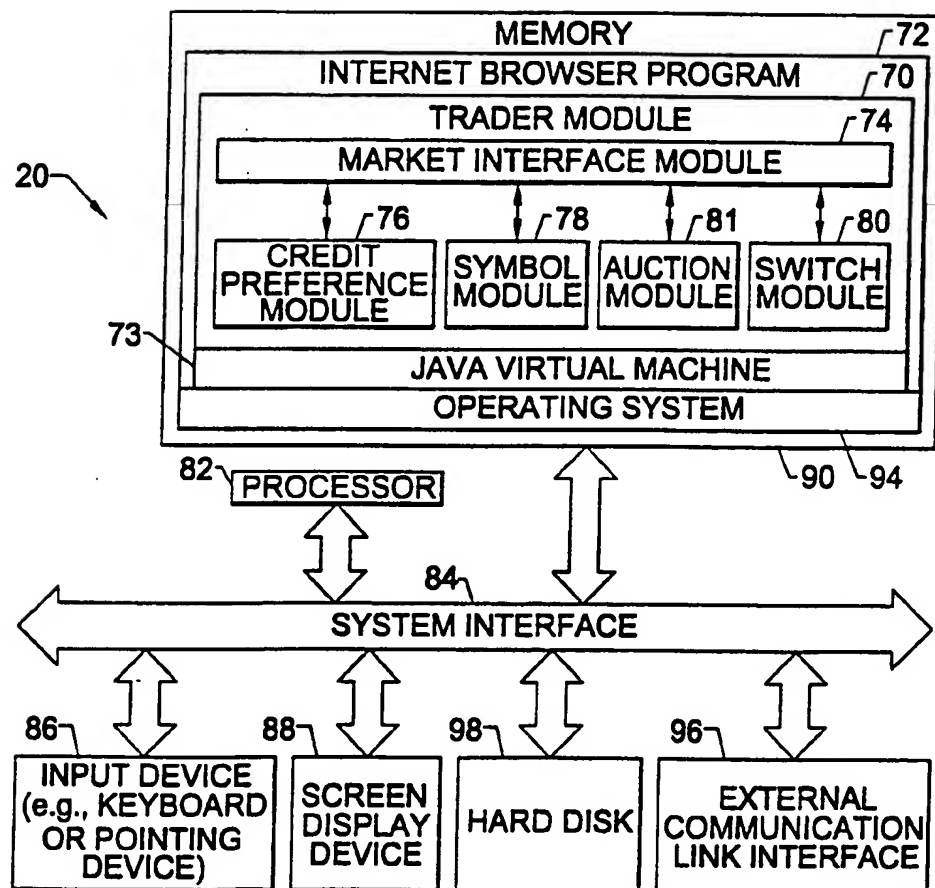 MEMORY
72
INTERNET BROWSER PROGRAM
70
TRADER MODULE
74
MARKET INTERFACE MODULE
20
76
78
81
80
CREDIT
PREFERENCE
MODULE
SYMBOL
MODULE
AUCTION
MODULE
SWITCH
MODULE
73
JAVA VIRTUAL MACHINE
OPERATING SYSTEM
90
94
82
PROCESSOR
84
SYSTEM INTERFACE
86
88
98
96
INPUT DEVICE
(e.g., KEYBOARD
OR POINTING
DEVICE)
SCREEN
DISPLAY
DEVICE
HARD DISK
EXTERNAL
COMMUNICATION
LINK INTERFACE